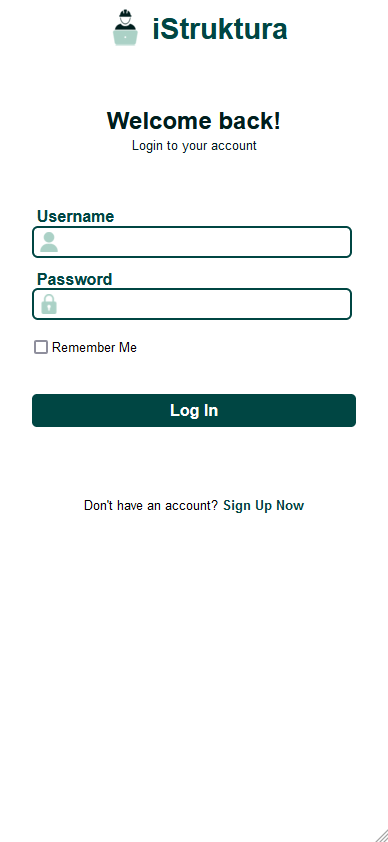 iStruktura
Welcome back!
Login to your account
Username
Password
Remember Me
Log In
Don't have an account? Sign Up Now